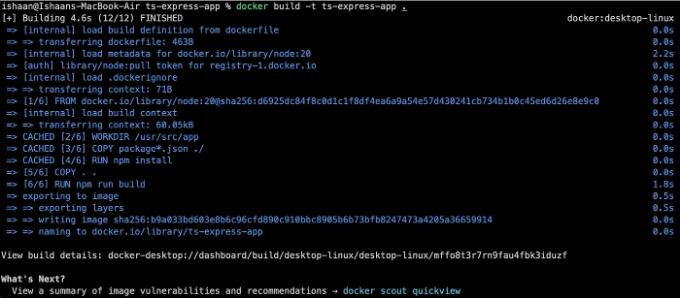 ishaan@Ishaans-MacBook-Air ts-express-app % docker build -t ts-express-app .
[+] Building 4.6s (12/12) FINISHED docker:desktop-linux
=> [internal] load build definition from dockerfile 0.0s
=> => transferring dockerfile: 463B 0.0s
=> [internal] load metadata for docker.io/library/node:20 2.2s
=> [auth] library/node:pull token for registry-1.docker.io 0.0s
=> [internal] load .dockerignore 0.0s
=> => transferring context: 71B 0.0s
=> [1/6] FROM docker.io/library/node:20@sha256:d6925dc84f8c0d1c1f8df4ea6a9a54e57d430241cb734b1b0c45ed6d26e8e9c0 0.0s
=> [internal] load build context 0.0s
=> => transferring context: 60.05kB 0.0s
=> CACHED [2/6] WORKDIR /usr/src/app 0.0s
=> CACHED [3/6] COPY package*.json ./ 0.0s
=> CACHED [4/6] RUN npm install 0.0s
=> [5/6] COPY . . 0.0s
=> [6/6] RUN npm run build 1.8s
=> exporting to image 0.5s
=> => exporting layers 0.5s
=> => writing image sha256:b9a033bd603e8b6c96cfd890c910bbc8905b6b73bfb8247473a4205a36659914 0.0s
=> => naming to docker.io/library/ts-express-app 0.0s
View build details: docker-desktop://dashboard/build/desktop-linux/desktop-linux/mffo8t3r7rn9fau4fbk3iduzf
What's Next?
View a summary of image vulnerabilities and recommendations → docker scout quickview